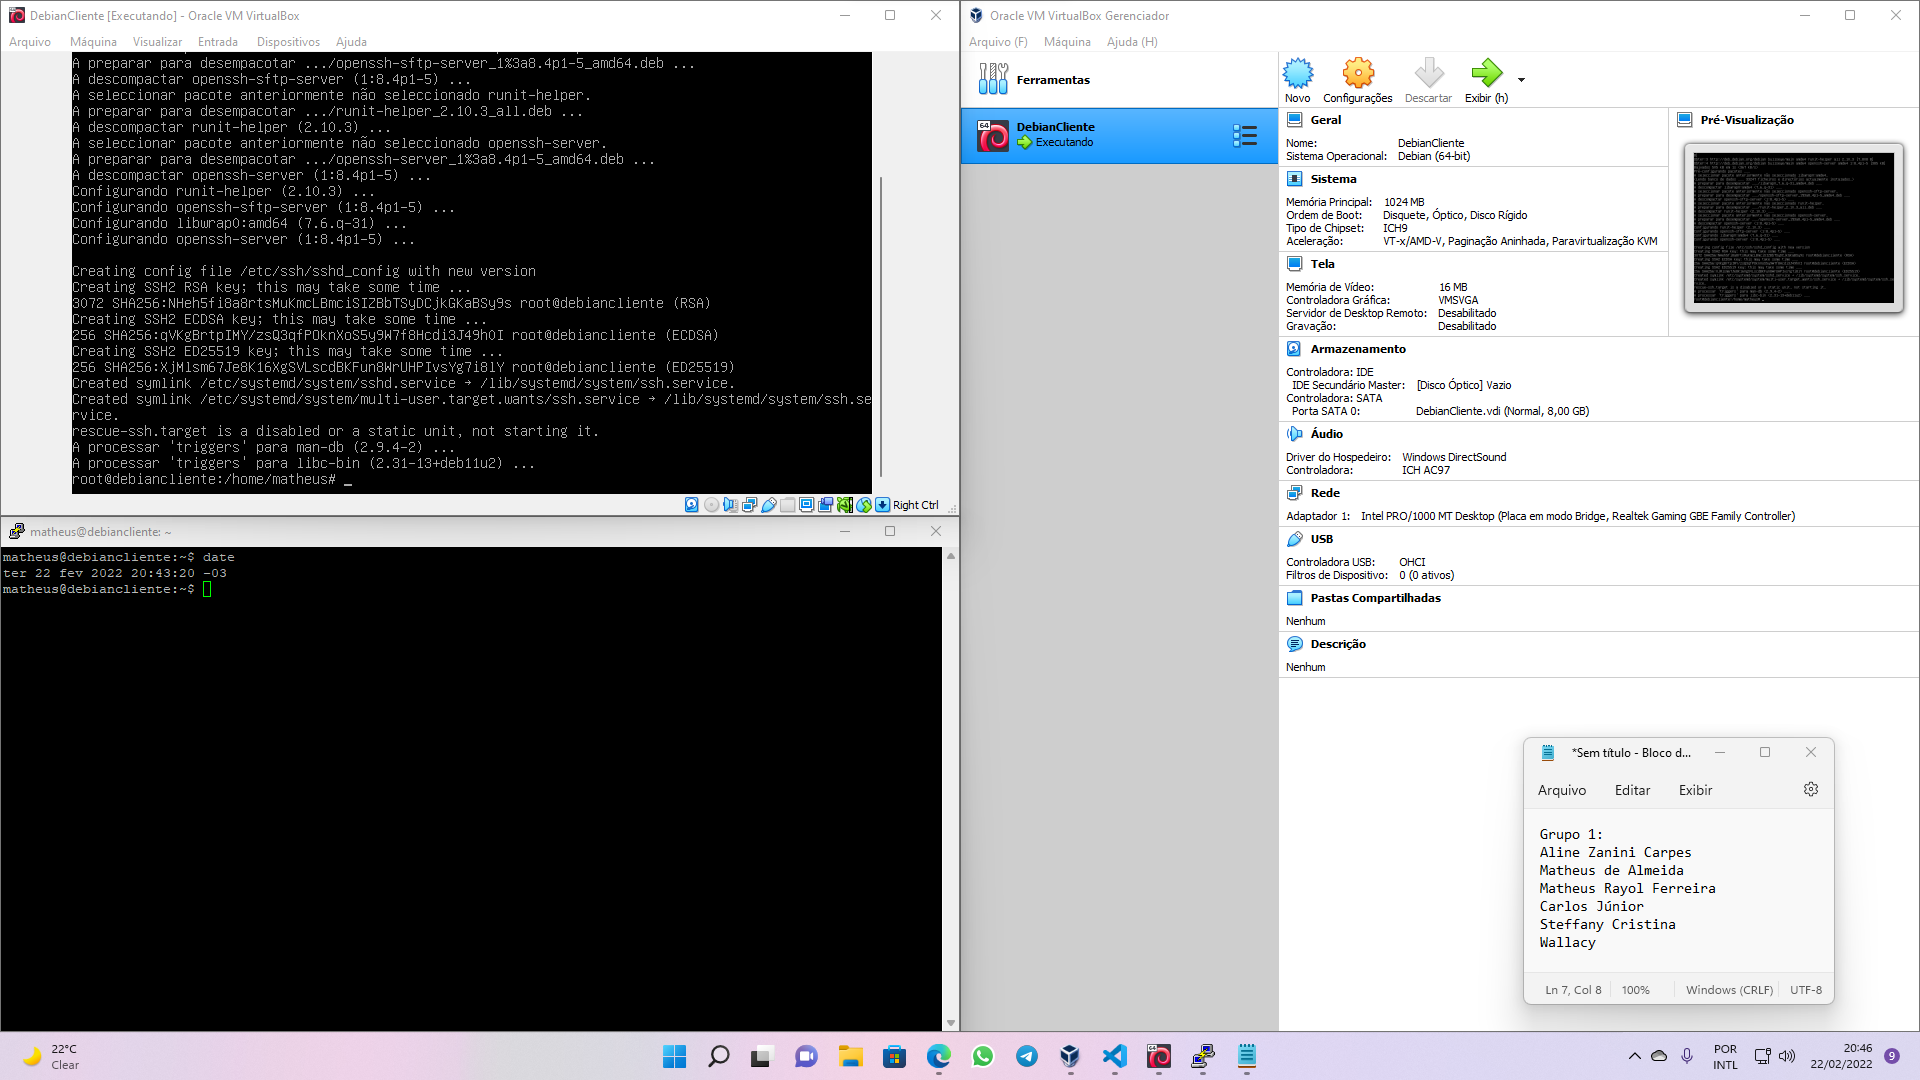 DebianCliente [Executando] - Oracle VM VirtualBox
Arquivo Máquina Visualizar Entrada Dispositivos Ajuda
A preparar para desempacotar .../openssh-sftp-server_1%3a8.4p1-5_amd64.deb ...
A descompactar openssh-sftp-server (1:8.4p1-5) ...
A seleccionar pacote anteriormente não seleccionado runit-helper.
A preparar para desempacotar .../runit-helper_2.10.3_all.deb ...
A descompactar runit-helper (2.10.3) ...
A seleccionar pacote anteriormente não seleccionado openssh-server.
A preparar para desempacotar .../openssh-server_1%3a8.4p1-5_amd64.deb ...
A descompactar openssh-server (1:8.4p1-5) ...
Configurando runit-helper (2.10.3) ...
Configurando openssh-sftp-server (1:8.4p1-5) ...
Configurando libwrap0:amd64 (7.6.q-31) ...
Configurando openssh-server (1:8.4p1-5) ...
Creating config file /etc/ssh/sshd_config with new version
Creating SSH2 RSA key; this may take some time ...
3072 SHA256:NHeh5fi8a8rtsMuKmcLBmciSIZBbTSyDCjkGKaBSy9s root@debiancliente (RSA)
Creating SSH2 ECDSA key; this may take some time ...
256 SHA256:qVKgBrtpIMY/zsQ3qfPOknXoS5y9W7f8Hcdi3J49h0I root@debiancliente (ECDSA)
Creating SSH2 ED25519 key; this may take some time ...
256 SHA256:XjMlsm67Je8K16XgSVLscdBKFun8WrUHPIvsYg7i8lY root@debiancliente (ED25519)
Created symlink /etc/systemd/system/sshd.service → /lib/systemd/system/ssh.service.
Created symlink /etc/systemd/system/multi-user.target.wants/ssh.service → /lib/systemd/system/ssh.se
rvice.
rescue-ssh.target is a disabled or a static unit, not starting it.
A processar 'triggers' para man-db (2.9.4-2) ...
A processar 'triggers' para libc-bin (2.31-13+deb11u2) ...
root@debiancliente:/home/matheus# _
Right Ctrl
matheus@debiancliente: ~
matheus@debiancliente:~$ date
ter 22 fev 2022 20:43:20 -03
matheus@debiancliente:~$
Oracle VM VirtualBox Gerenciador
Arquivo (F) Máquina Ajuda (H)
Ferramentas
64
DebianCliente
Executando
Novo Configurações Descartar Exibir (h)
Geral
Nome: DebianCliente
Sistema Operacional: Debian (64-bit)
Pré-Visualização
Sistema
Memória Principal: 1024 MB
Ordem de Boot: Disquete, Óptico, Disco Rígido
Tipo de Chipset: ICH9
Aceleração: VT-x/AMD-V, Paginação Aninhada, Paravirtualização KVM
Tela
Memória de Vídeo: 16 MB
Controladora Gráfica: VMSVGA
Servidor de Desktop Remoto: Desabilitado
Gravação: Desabilitado
Armazenamento
Controladora: IDE
IDE Secundário Master: [Disco Óptico] Vazio
Controladora: SATA
Porta SATA 0: DebianCliente.vdi (Normal, 8,00 GB)
Áudio
Driver do Hospedeiro: Windows DirectSound
Controladora: ICH AC97
Rede
Adaptador 1: Intel PRO/1000 MT Desktop (Placa em modo Bridge, Realtek Gaming GBE Family Controller)
USB
Controladora USB: OHCI
Filtros de Dispositivo: 0 (0 ativos)
Pastas Compartilhadas
Nenhum
Descrição
Nenhum
*Sem título - Bloco d...
Arquivo Editar Exibir
Grupo 1:
Aline Zanini Carpes
Matheus de Almeida
Matheus Rayol Ferreira
Carlos Júnior
Steffany Cristina
Wallacy
Ln 7, Col 8 100% Windows (CRLF) UTF-8
22°C
Clear
POR
INTL
20:46
22/02/2022
9